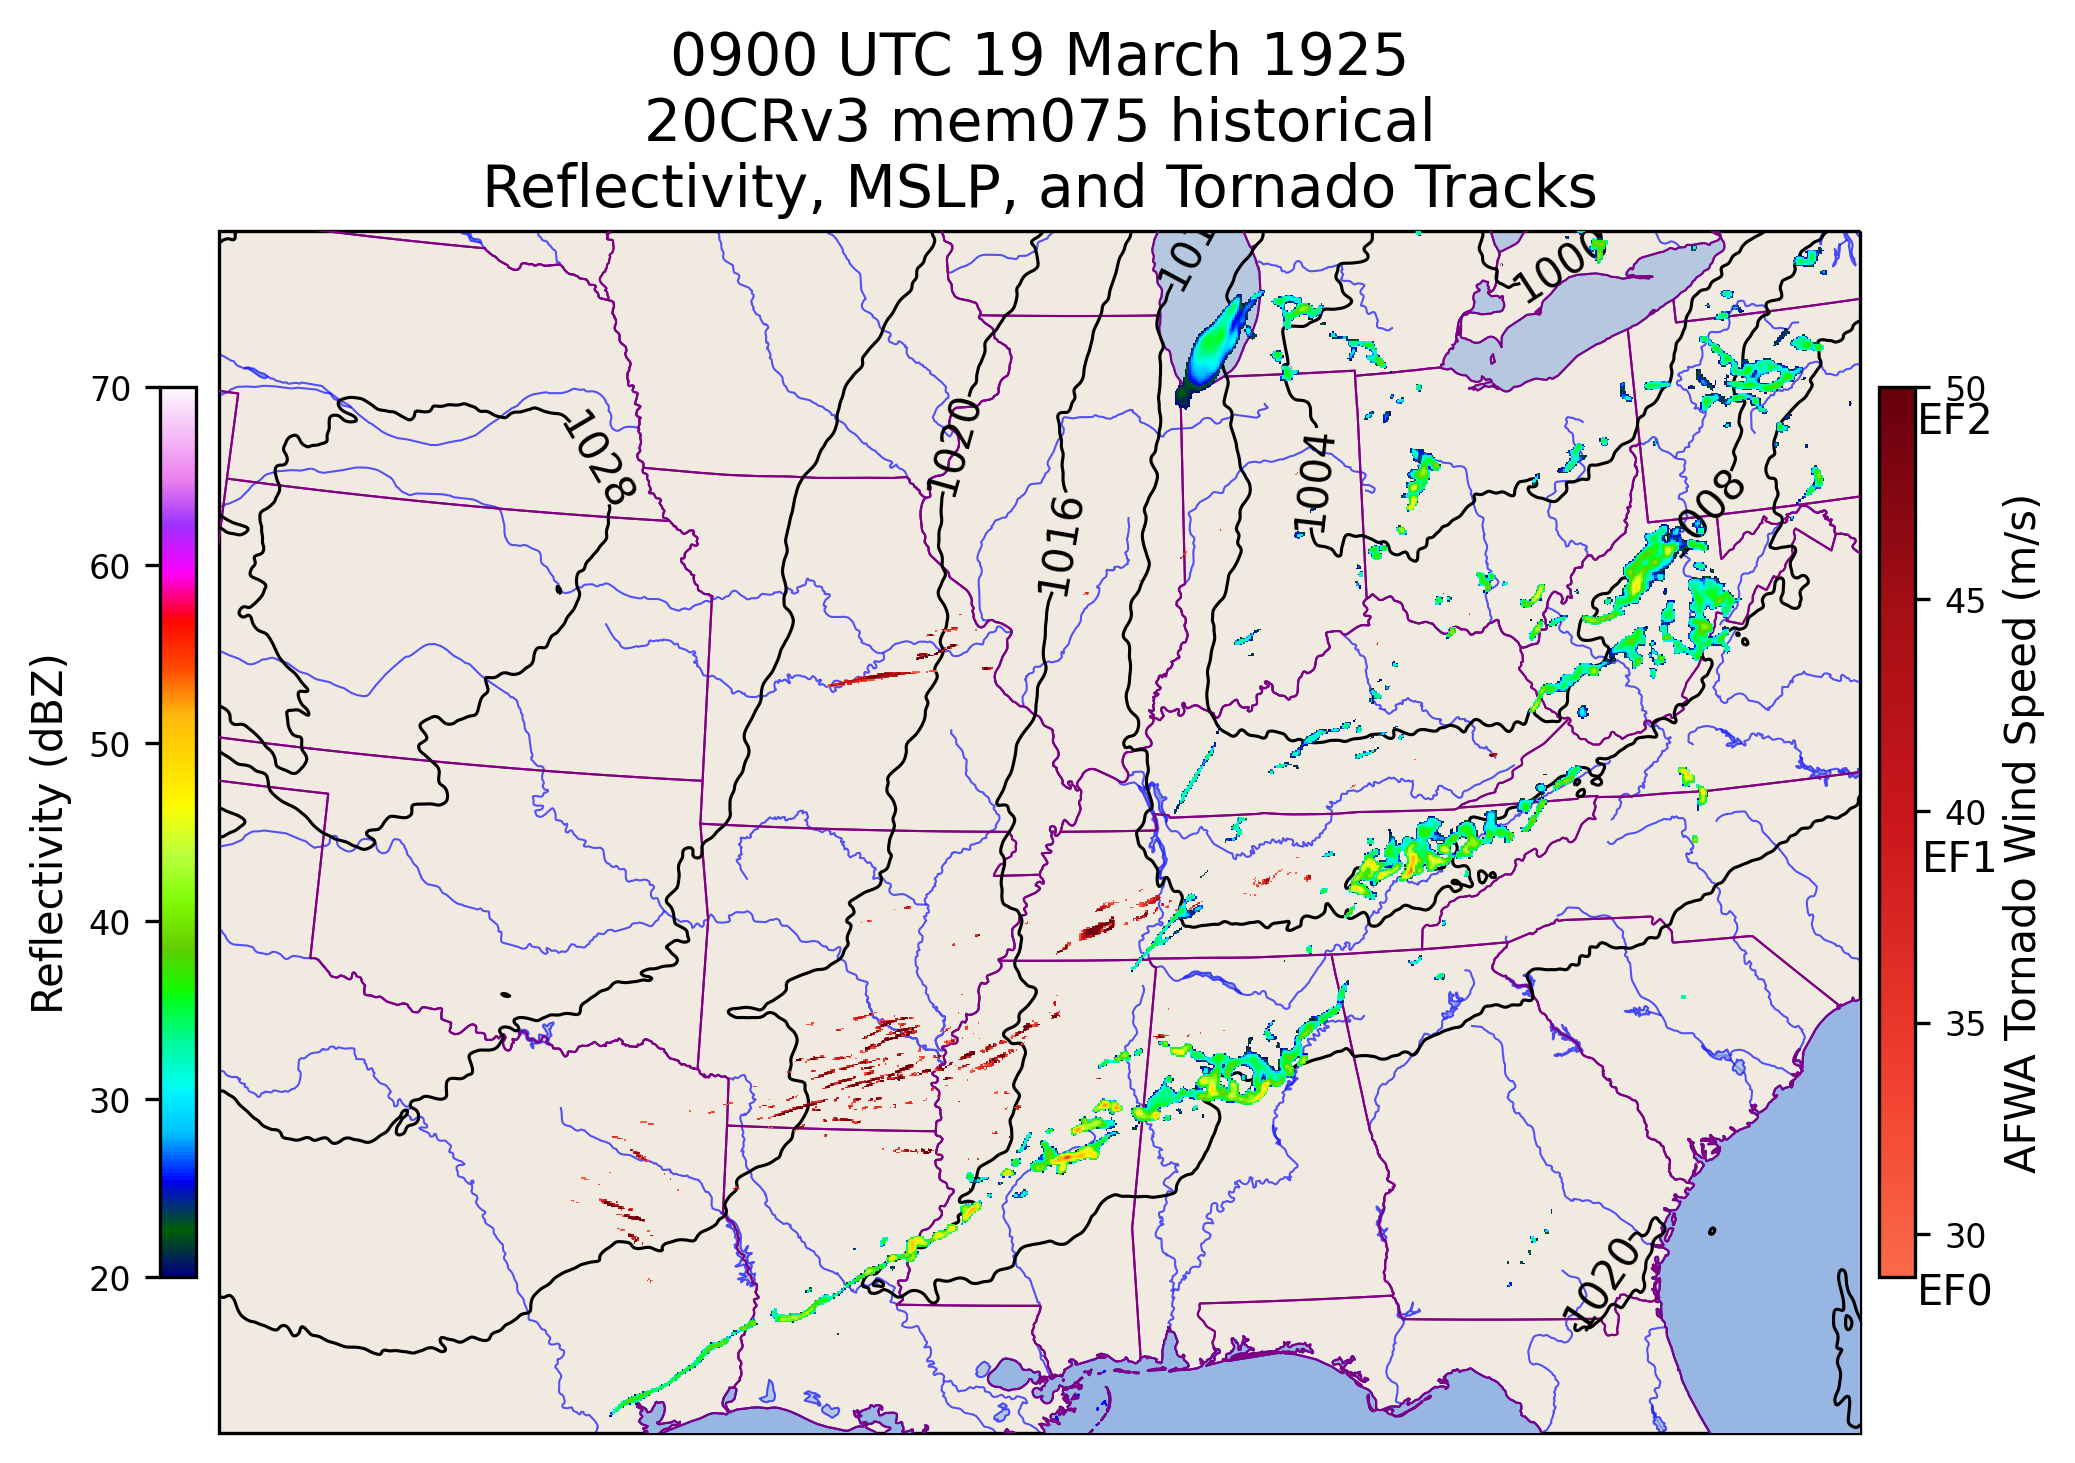 0900 UTC 19 March 1925
20CRv3 mem075 historical
Reflectivity, MSLP, and Tornado Tracks
Reflectivity (dBZ)
70
60
50
40
30
20
1028
1020
1016
1004
1000
1020
50
EF2
45
40
EF1
35
30
EF0
AFWA Tornado Wind Speed (m/s)